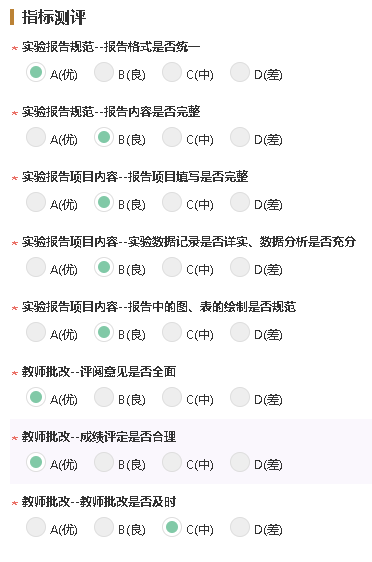 指标测评
* 实验报告规范--报告格式是否统一
A(优) B(良) C(中) D(差)
* 实验报告规范--报告内容是否完整
A(优) B(良) C(中) D(差)
* 实验报告项目内容--报告项目填写是否完整
A(优) B(良) C(中) D(差)
* 实验报告项目内容--实验数据记录是否详实、数据分析是否充分
A(优) B(良) C(中) D(差)
* 实验报告项目内容--报告中的图、表的绘制是否规范
A(优) B(良) C(中) D(差)
* 教师批改--评阅意见是否全面
A(优) B(良) C(中) D(差)
* 教师批改--成绩评定是否合理
A(优) B(良) C(中) D(差)
* 教师批改--教师批改是否及时
A(优) B(良) C(中) D(差)